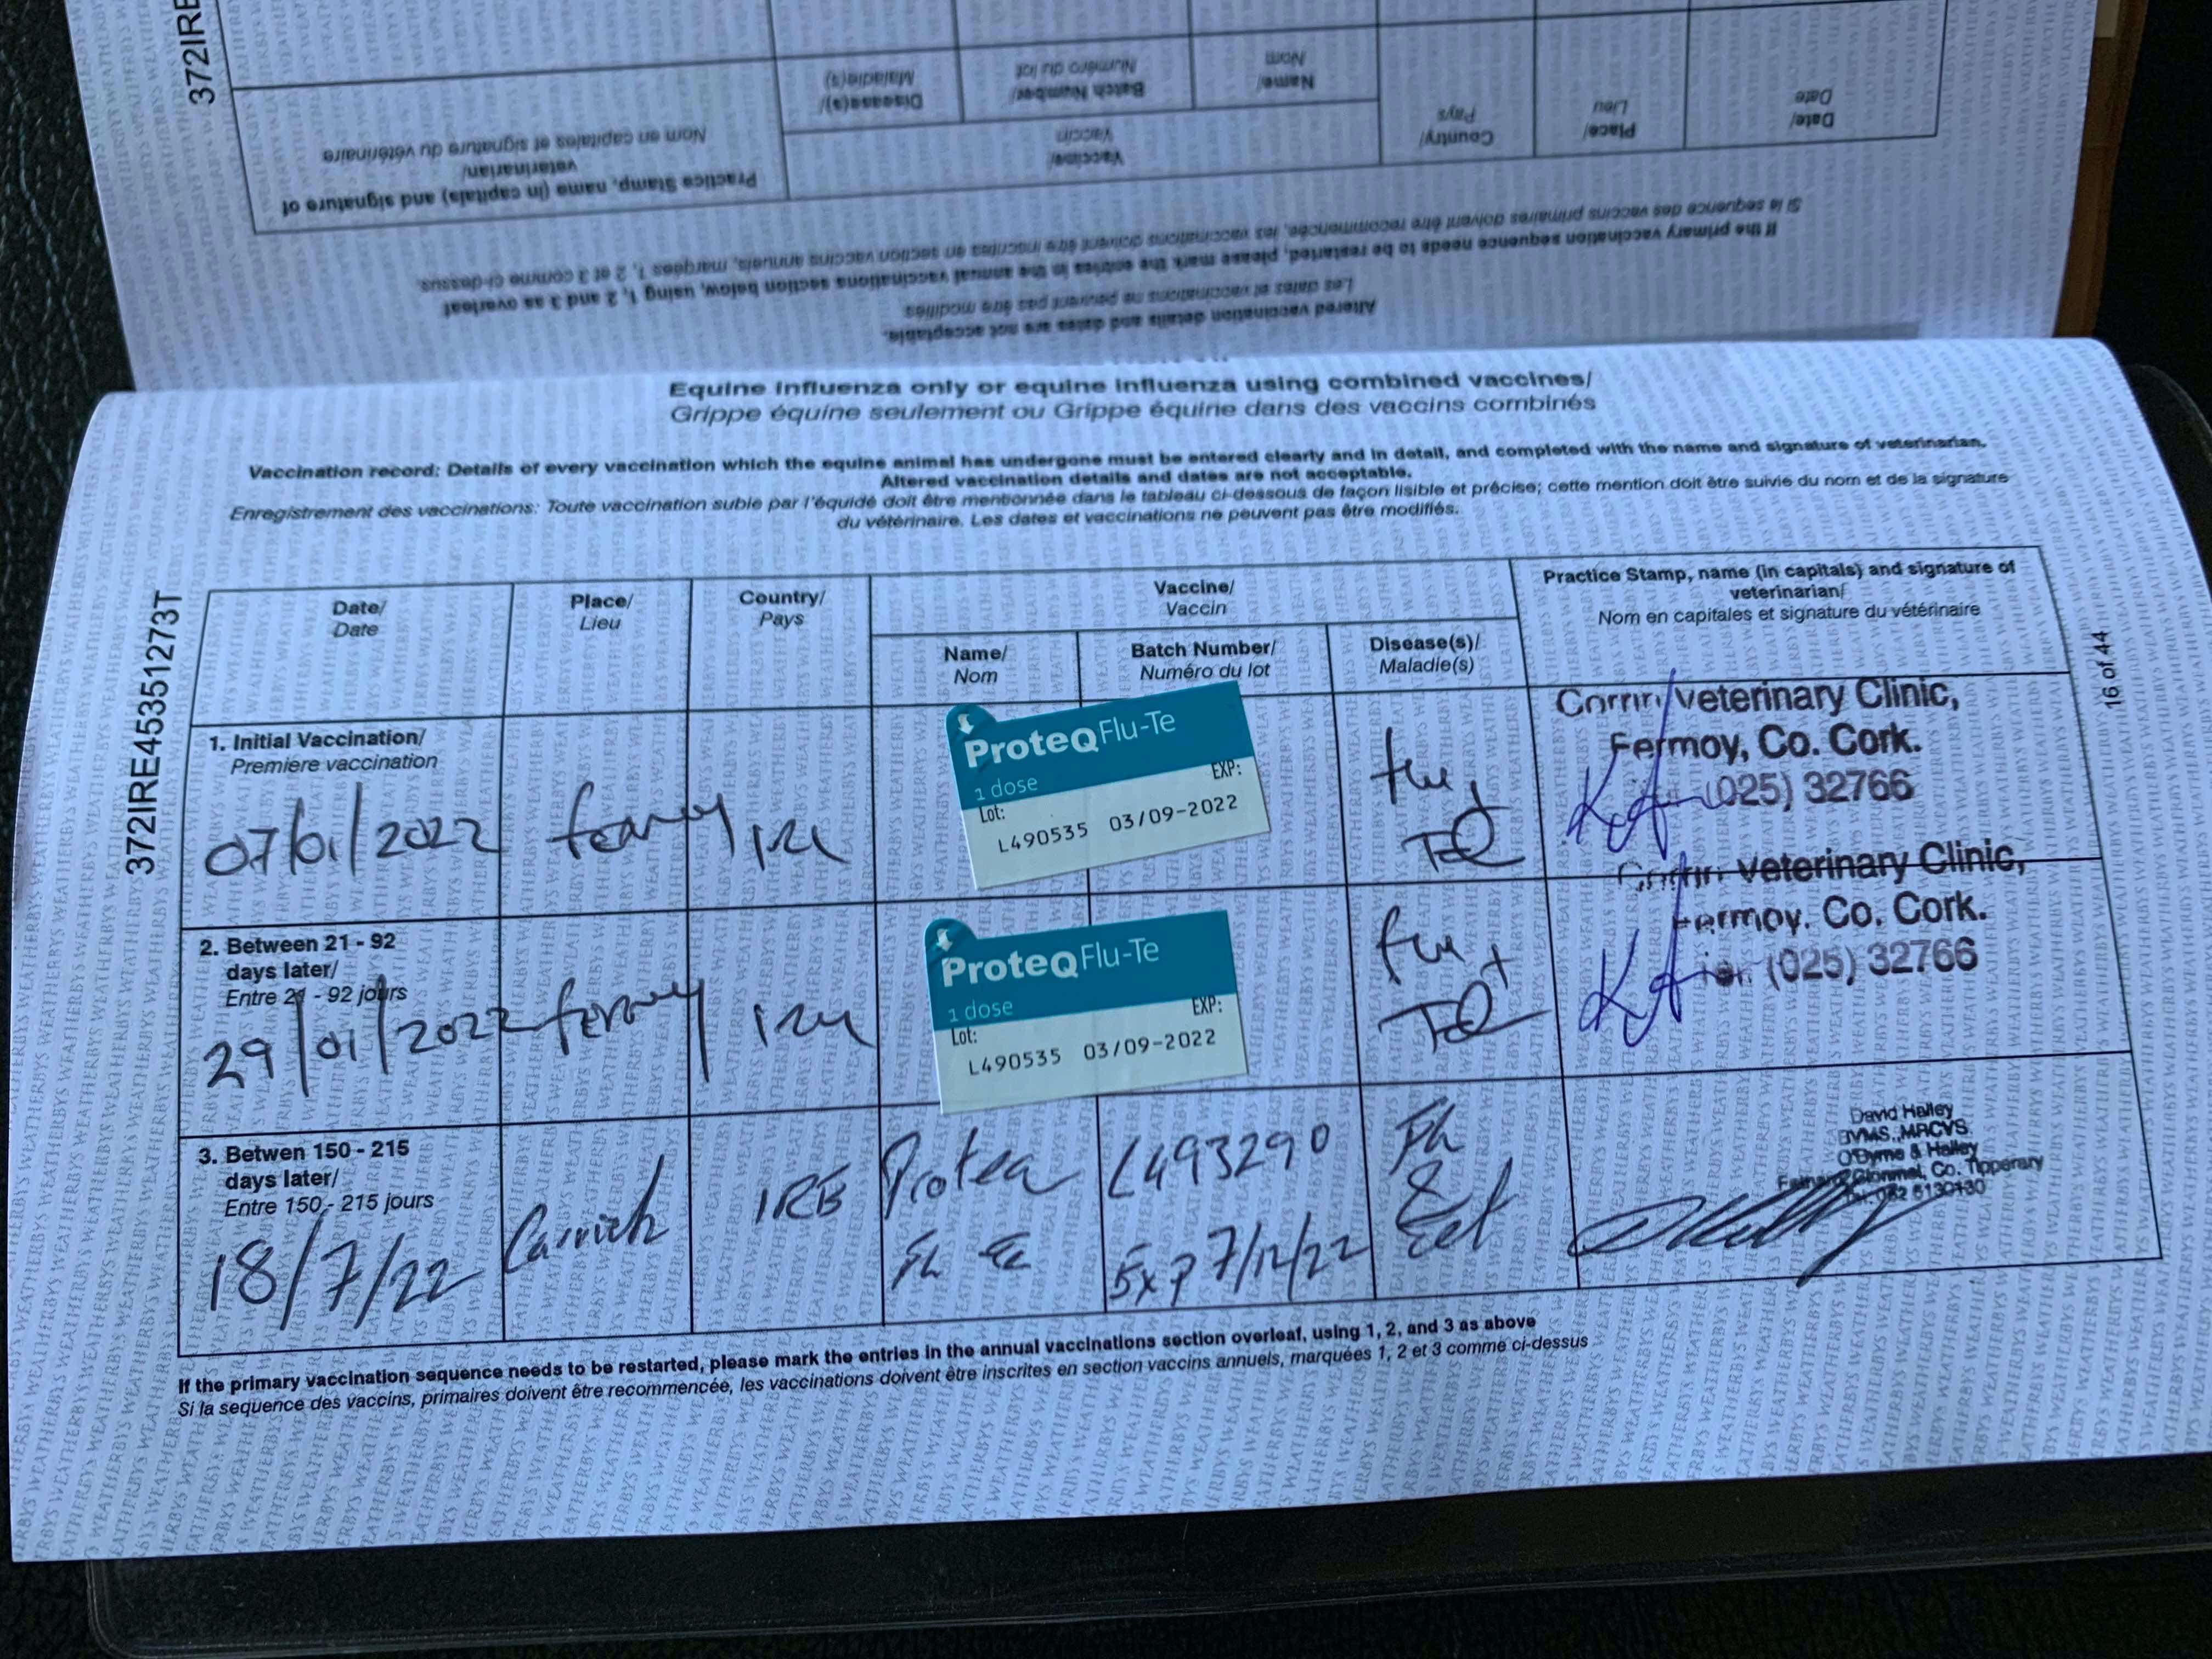 372IRE
Date/
Date
Place/
Lieu
Country/
Pays
Vaccine/
Vaccin
Name/
Nom
Batch Number/
Numéro du lot
Disease(s)/
Maladie(s)
Practice Stamp, name (in capitals) and signature of
veterinarian/
Nom en capitales et signature du vétérinaire
If the primary vaccination sequence needs to be restarted, please mark the entries in the annual vaccinations section below, using 1, 2 and 3 as overleaf
Si la sequence des vaccins primaires doivent être recommencée, les vaccinations doivent être inscrites en section vaccins annuels, marquées 1, 2 et 3 comme ci-dessus.
Altered vaccination details and dates are not acceptable.
Les dates et vaccinations ne peuvent pas être modifiés
Equine influenza only or equine influenza using combined vaccines/
Grippe équine seulement ou Grippe équine dans des vaccins combinés
Vaccination record: Details of every vaccination which the equine animal has undergone must be entered clearly and in detail, and completed with the name and signature of veterinarian.
Altered vaccination details and dates are not acceptable.
Enregistrement des vaccinations: Toute vaccination subie par l'équidé doit être mentionnée dans le tableau ci-dessous de façon lisible et précise; cette mention doit être suivie du nom et de la signature
du vétérinaire. Les dates et vaccinations ne peuvent pas être modifiés.
372IRE45351273T
16 of 44
Date/
Date
Place/
Lieu
Country/
Pays
Vaccine/
Vaccin
Name/
Nom
Batch Number/
Numéro du lot
Disease(s)/
Maladie(s)
Practice Stamp, name (in capitals) and signature of
veterinarian/
Nom en capitales et signature du vétérinaire
1. Initial Vaccination/
Premiere vaccination
07/01/2022
fermoy
IRL
ProteqFlu-Te
1 dose
EXP:
Lot:
L490535 03/09-2022
flu +
Veterinary Clinic,
Fermoy, Co. Cork.
(025) 32766
2. Between 21 - 92
days later/
Entre 21 - 92 jours
29/01/2022
fermoy
IRL
ProteqFlu-Te
1 dose
EXP:
Lot:
L490535 03/09-2022
flu +
Veterinary Clinic,
Fermoy. Co. Cork.
(025) 32766
3. Betwen 150 - 215
days later/
Entre 150 - 215 jours
18/7/22
Carrick
IRE
Proteq
L493290
Exp 7/12/22
&
David Halley
BVMS., MRCVS.
O'Byrne & Halley
Clonmel, Co. Tipperary
If the primary vaccination sequence needs to be restarted, please mark the entries in the annual vaccinations section overleaf, using 1, 2, and 3 as above
Si la sequence des vaccins, primaires doivent être recommencée, les vaccinations doivent être inscrites en section vaccins annuels, marquées 1, 2 et 3 comme ci-dessus